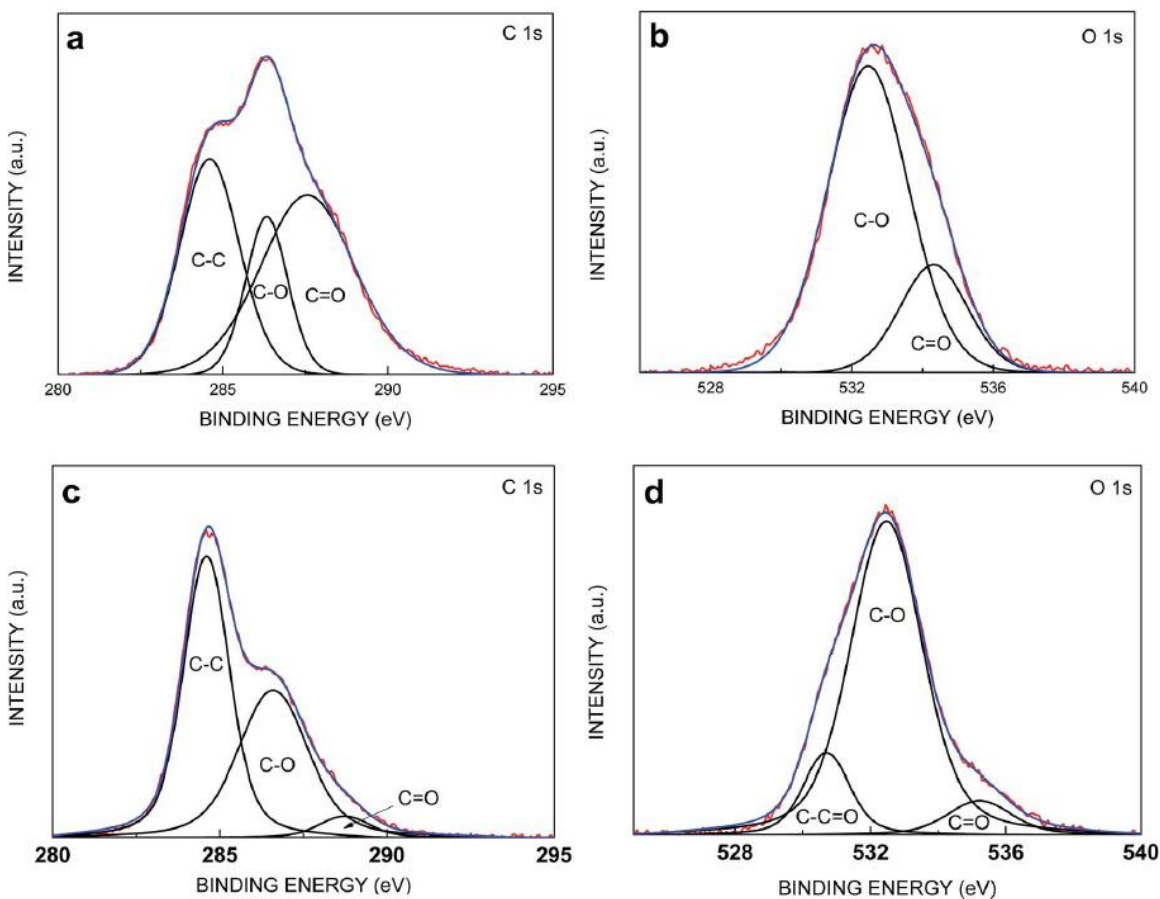 a
C 1s
INTENSITY (a.u.)
C-C
C-O
C=O
280
285
290
295
BINDING ENERGY (eV)
b
O 1s
INTENSITY (a.u.)
C-O
C=O
528
532
536
540
BINDING ENERGY (eV)
c
C 1s
INTENSITY (a.u.)
C-C
C-O
C=O
280
285
290
295
BINDING ENERGY (eV)
d
O 1s
INTENSITY (a.u.)
C-O
C-C=O
C=O
528
532
536
540
BINDING ENERGY (eV)